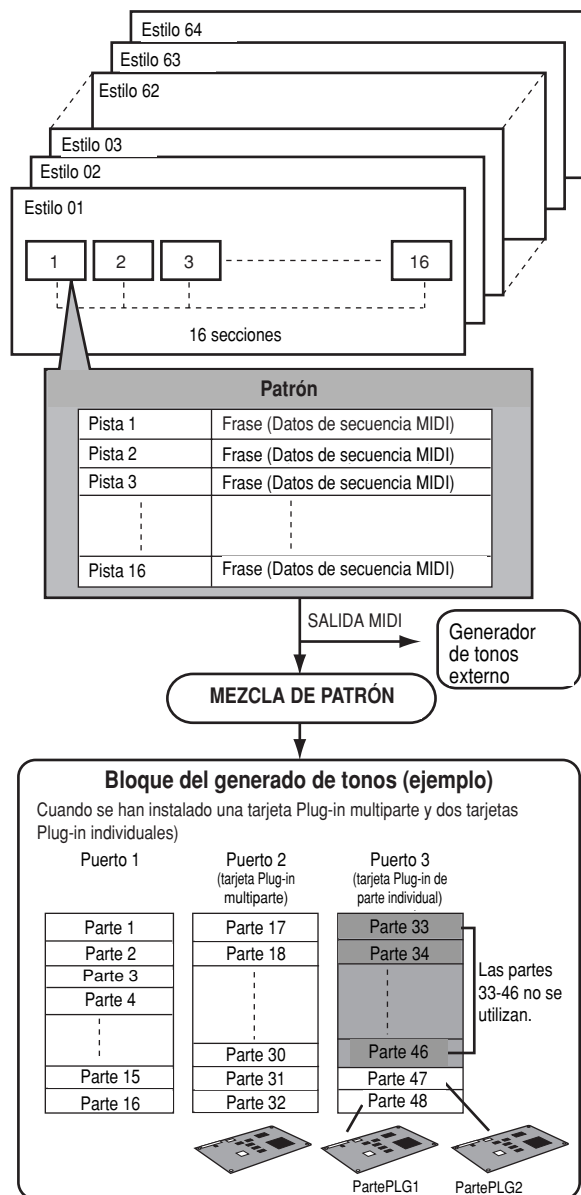 Estilo 64
Estilo 63
Estilo 62
Estilo 03
Estilo 02
Estilo 01
1 2 3 16
16 secciones
Patrón
Pista 1 Frase (Datos de secuencia MIDI)
Pista 2 Frase (Datos de secuencia MIDI)
Pista 3 Frase (Datos de secuencia MIDI)
Pista 16 Frase (Datos de secuencia MIDI)
SALIDA MIDI
Generador
de tonos
externo
MEZCLA DE PATRÓN
Bloque del generado de tonos (ejemplo)
Cuando se han instalado una tarjeta Plug-in multiparte y dos tarjetas
Plug-in individuales)
Puerto 1
Parte 1
Parte 2
Parte 3
Parte 4
Parte 15
Parte 16
Puerto 2
(tarjeta Plug-in
multiparte)
Parte 17
Parte 18
Parte 30
Parte 31
Parte 32
Puerto 3
(tarjeta Plug-in de
parte individual)
Parte 33
Parte 34
Parte 46
Parte 47
Parte 48
Las partes
33-46 no se
utilizan.
PartePLG1
PartePLG2